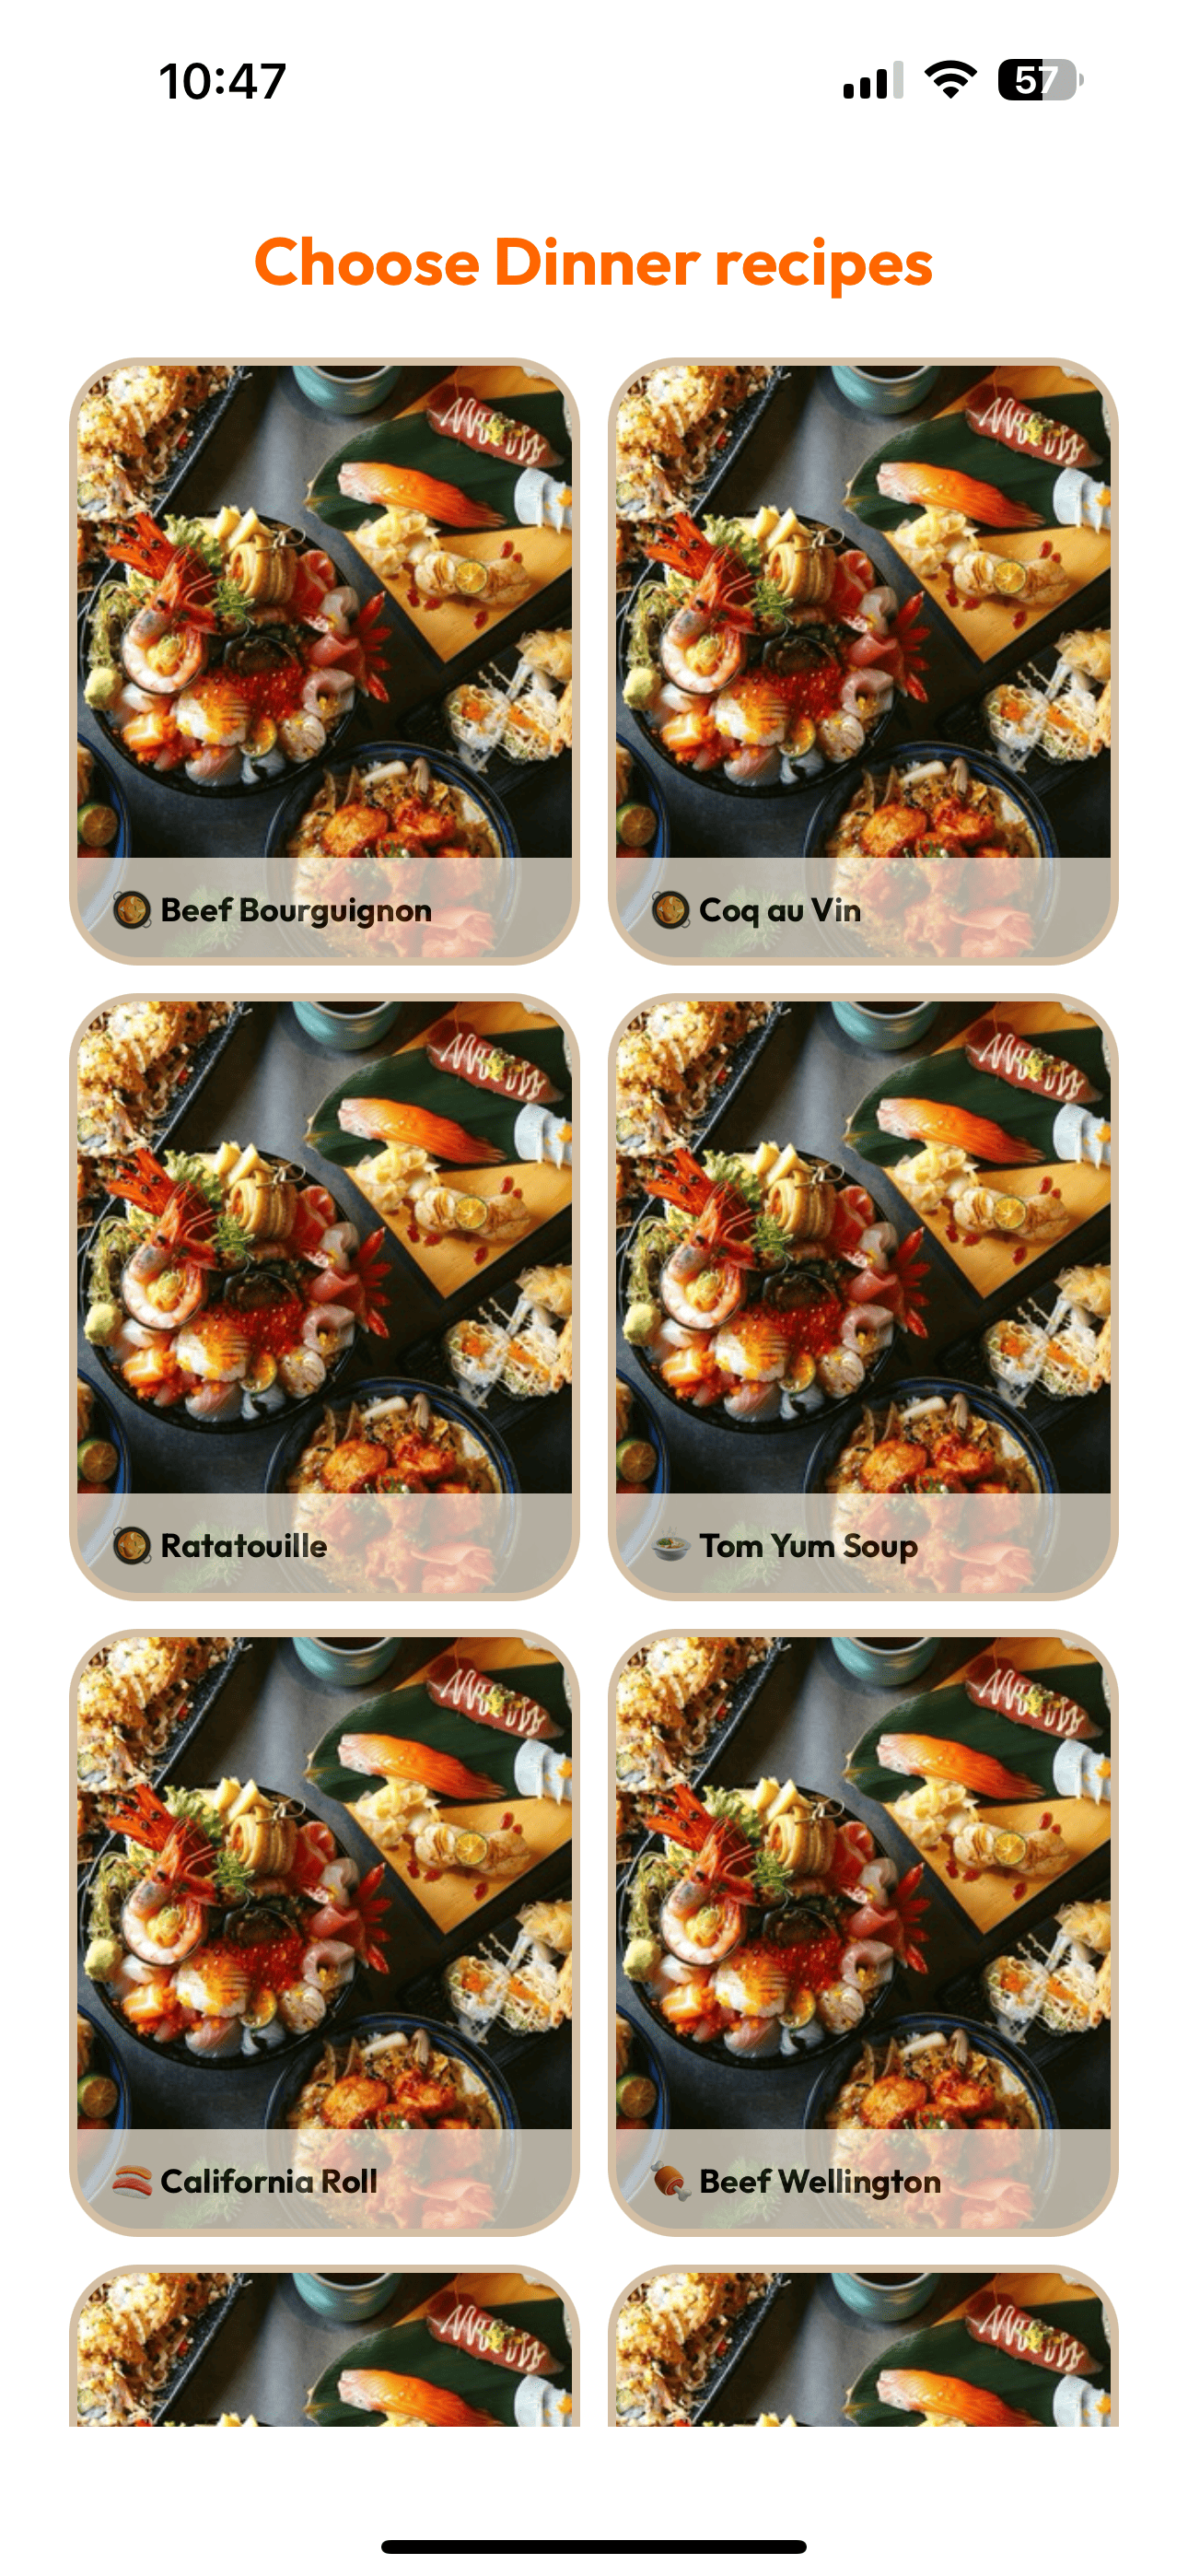 10:47
57
Choose Dinner recipes
🥘 Beef Bourguignon
🥘 Coq au Vin
🥘 Ratatouille
🍲 Tom Yum Soup
🍣 California Roll
🍖 Beef Wellington